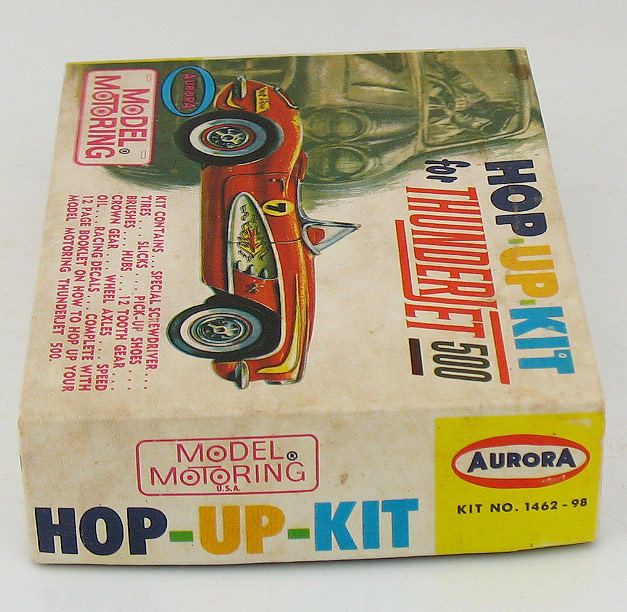 HOP-UP-KIT
for THUNDERJET 500
AURORA
MODEL®
MOTORING
7
KIT CONTAINS. . SPECIAL SCREWDRIVER . . .
TIRES. . . SLICKS . . . PICK-UP SHOES . . .
BRUSHES . . HUBS . . . 12 TOOTH GEAR . . .
CROWN GEAR. . . WHEEL AXLES . . . SPEED
OIL. . . RACING DECALS. . . COMPLETE WITH
12 PAGE BOOKLET ON HOW TO HOP UP YOUR
MODEL MOTORING THUNDERJET 500.
MODEL®
MOTORING
U.S.A.
HOP-UP-KIT
AURORA
KIT NO. 1462-98